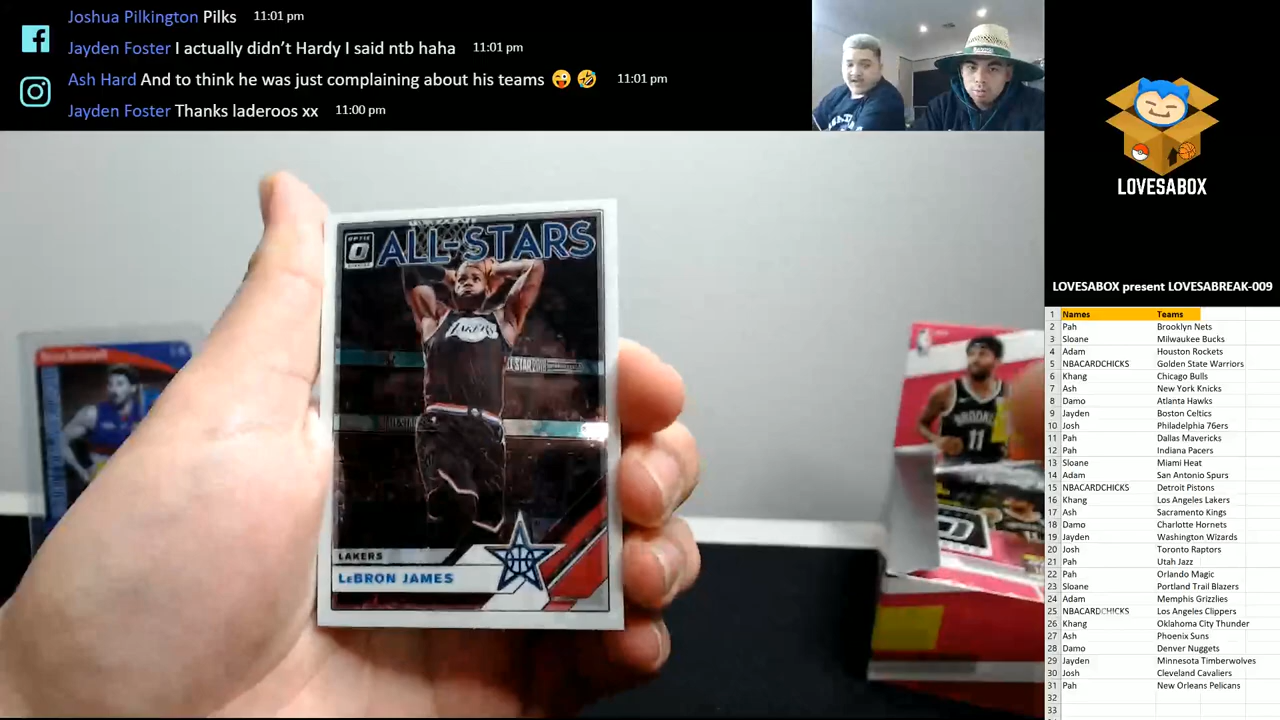 Joshua Pilkington Pilks 11:01 pm
Jayden Foster I actually didn't Hardy I said ntb haha 11:01 pm
Ash Hard And to think he was just complaining about his teams 😜 🤣 11:01 pm
Jayden Foster Thanks laderoos xx 11:00 pm
OPTIC
ALL-STARS
LAKERS
LAKERS
LeBRON JAMES
BROOKLYN
11
LOVESABOX
LOVESABOX present LOVESABREAK-009
1 Names Teams
2 Pah Brooklyn Nets
3 Sloane Milwaukee Bucks
4 Adam Houston Rockets
5 NBACARDCHICKS Golden State Warriors
6 Khang Chicago Bulls
7 Ash New York Knicks
8 Damo Atlanta Hawks
9 Jayden Boston Celtics
10 Josh Philadelphia 76ers
11 Pah Dallas Mavericks
12 Pah Indiana Pacers
13 Sloane Miami Heat
14 Adam San Antonio Spurs
15 NBACARDCHICKS Detroit Pistons
16 Khang Los Angeles Lakers
17 Ash Sacramento Kings
18 Damo Charlotte Hornets
19 Jayden Washington Wizards
20 Josh Toronto Raptors
21 Pah Utah Jazz
22 Pah Orlando Magic
23 Sloane Portland Trail Blazers
24 Adam Memphis Grizzlies
25 NBACARDCHICKS Los Angeles Clippers
26 Khang Oklahoma City Thunder
27 Ash Phoenix Suns
28 Damo Denver Nuggets
29 Jayden Minnesota Timberwolves
30 Josh Cleveland Cavaliers
31 Pah New Orleans Pelicans
32
33